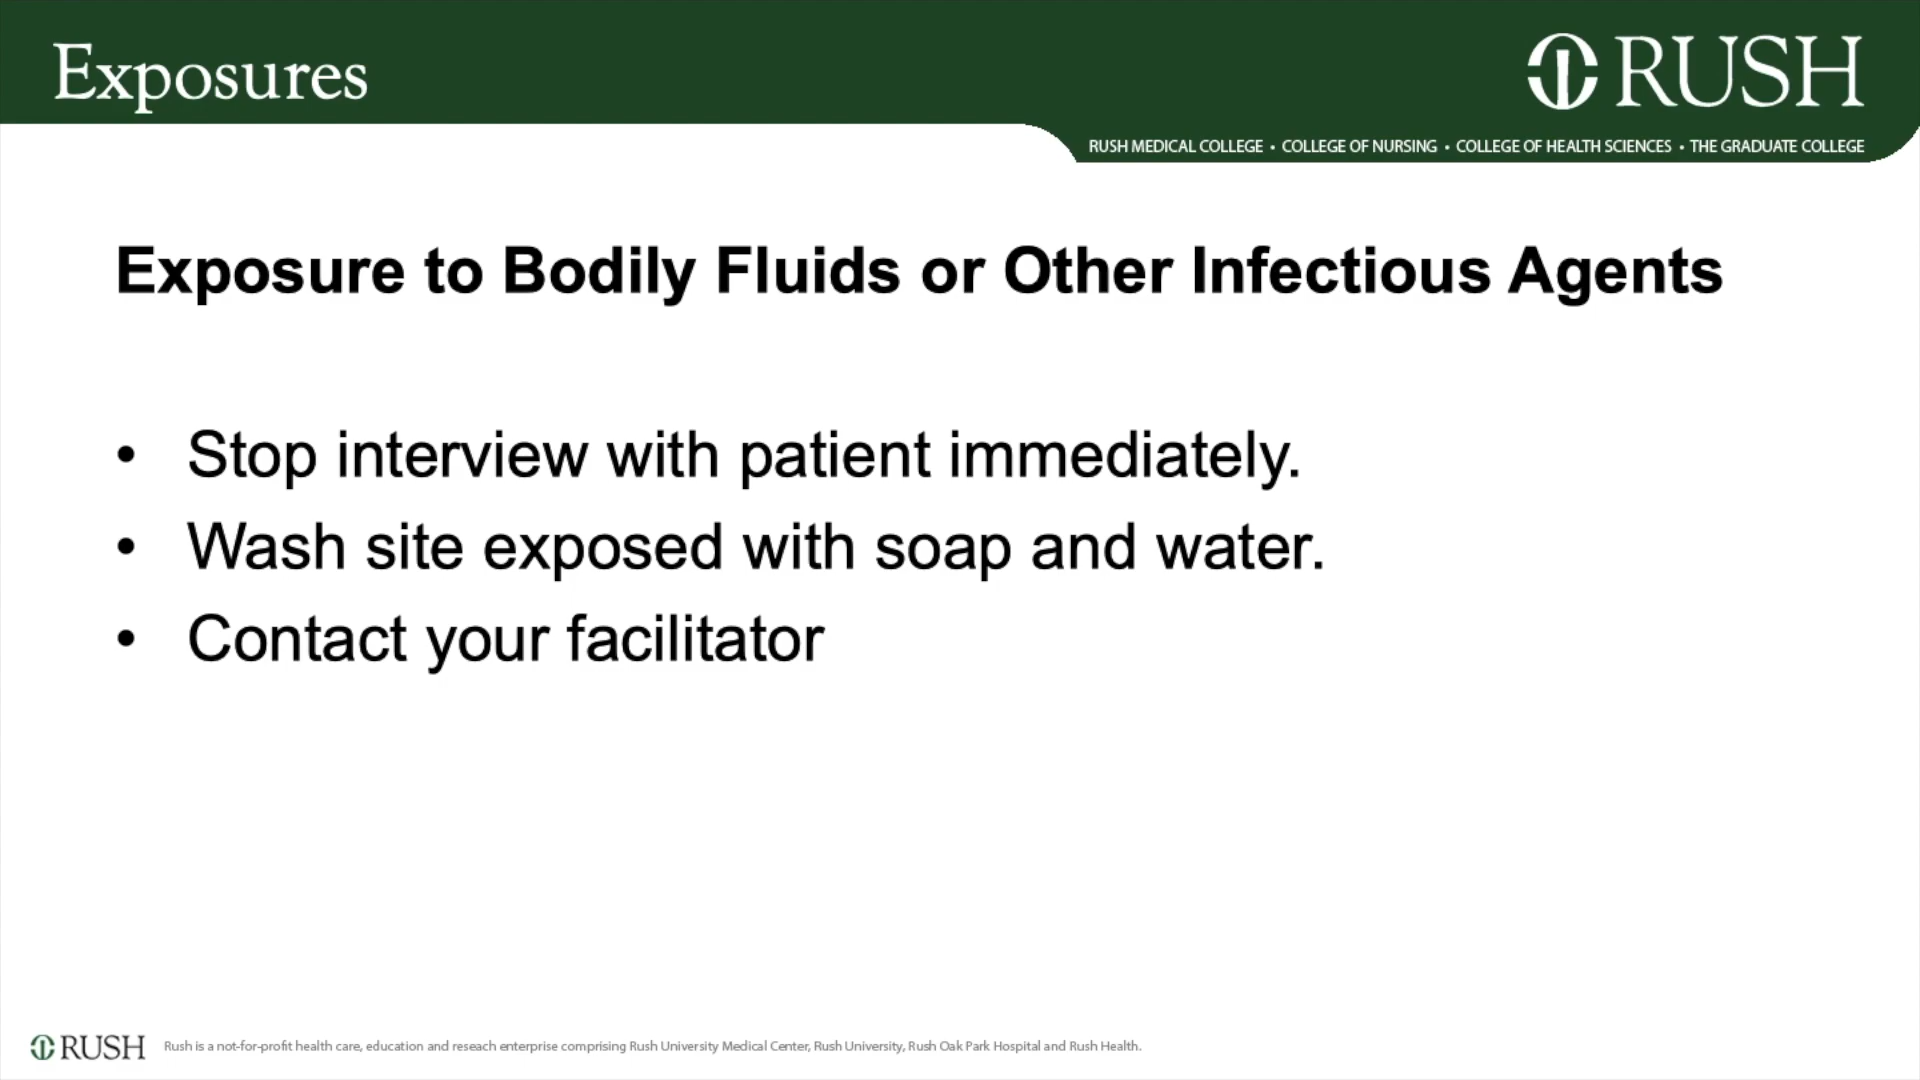 Exposures
RUSH
RUSH MEDICAL COLLEGE • COLLEGE OF NURSING • COLLEGE OF HEALTH SCIENCES • THE GRADUATE COLLEGE
Exposure to Bodily Fluids or Other Infectious Agents
• Stop interview with patient immediately.
• Wash site exposed with soap and water.
• Contact your facilitator
RUSH Rush is a not-for-profit health care, education and reseach enterprise comprising Rush University Medical Center, Rush University, Rush Oak Park Hospital and Rush Health.